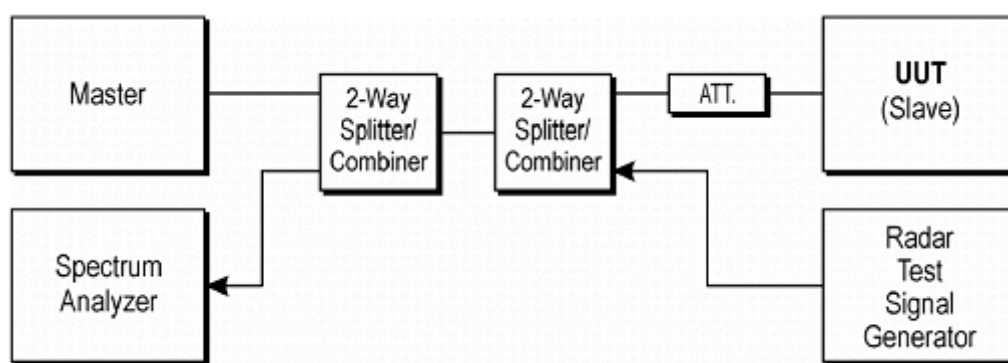 Master
2-Way
Splitter/
Combiner
2-Way
Splitter/
Combiner
ATT.
UUT
(Slave)
Spectrum
Analyzer
Radar
Test
Signal
Generator